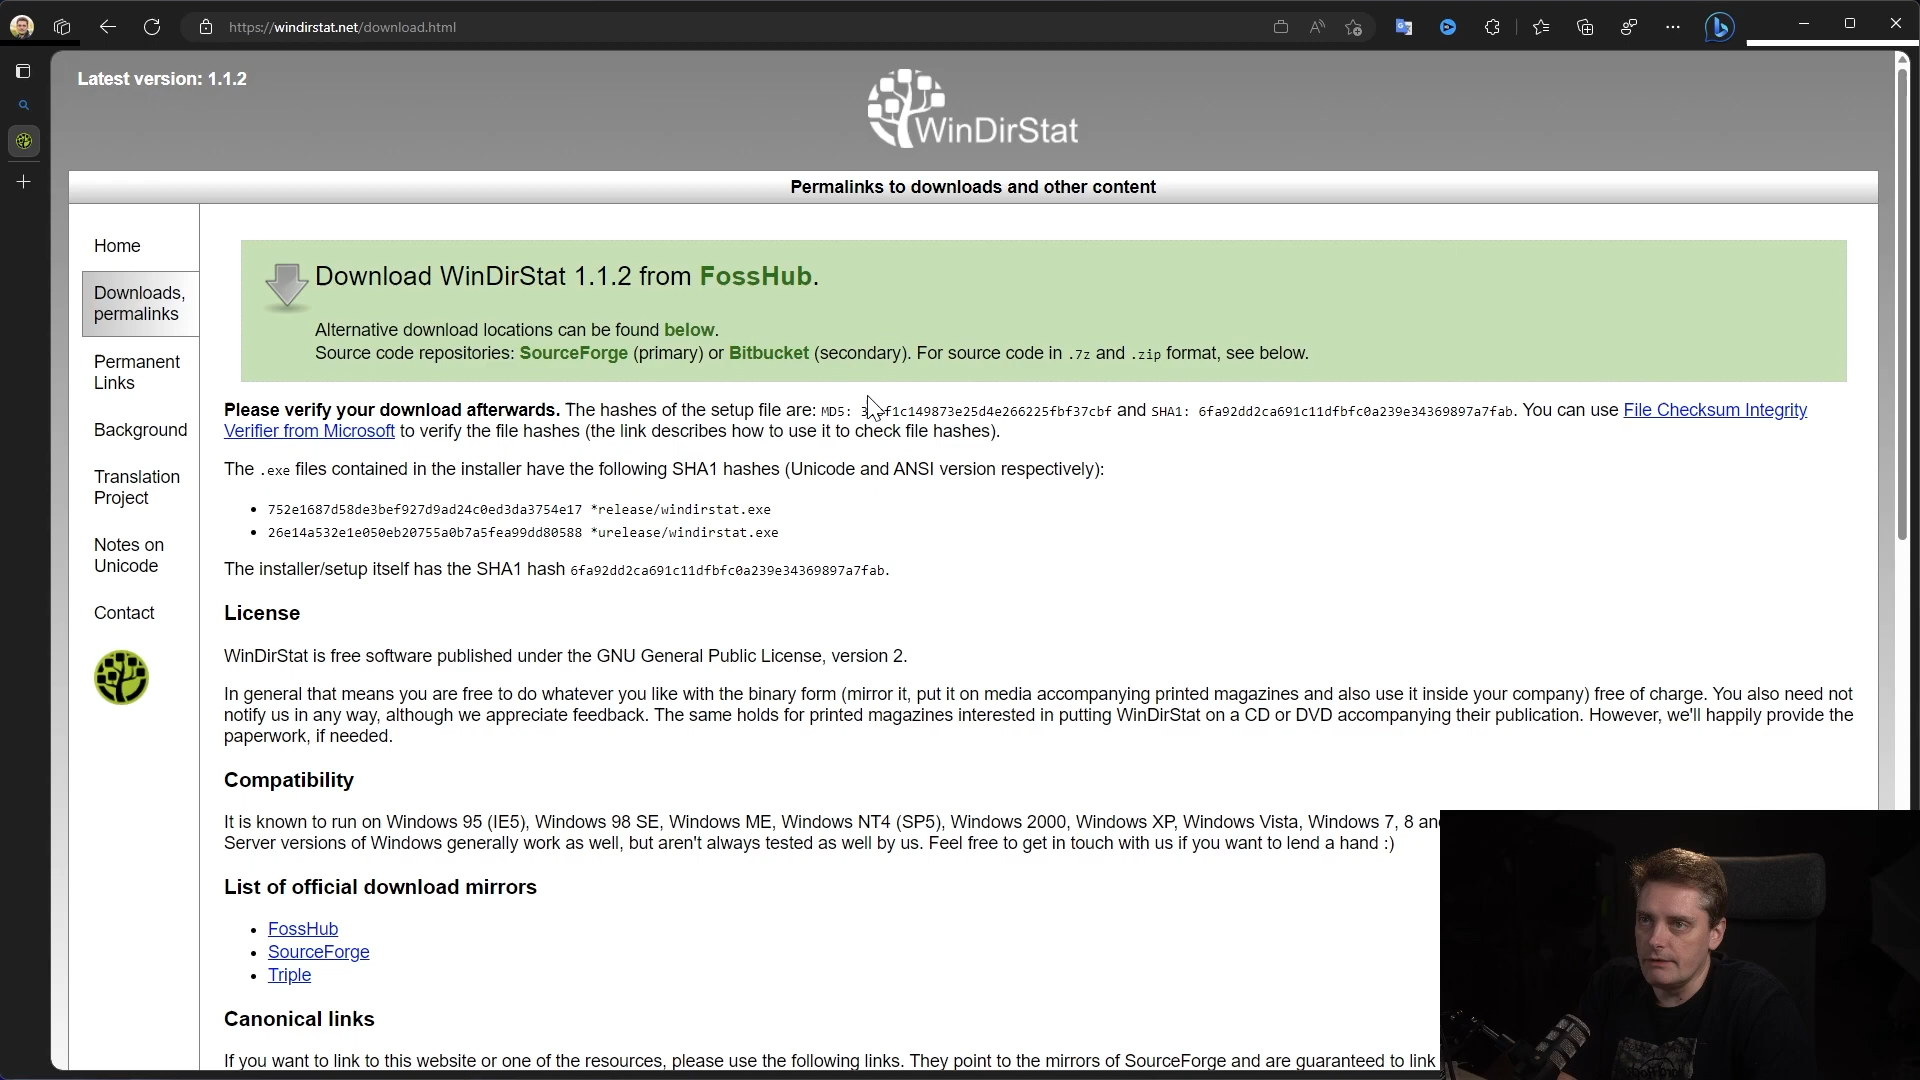 https://windirstat.net/download.html
Latest version: 1.1.2
WinDirStat
Permalinks to downloads and other content
Home
Downloads,
permalinks
Permanent
Links
Background
Translation
Project
Notes on
Unicode
Contact
Download WinDirStat 1.1.2 from FossHub.
Alternative download locations can be found below.
Source code repositories: SourceForge (primary) or Bitbucket (secondary). For source code in .7z and .zip format, see below.
Please verify your download afterwards. The hashes of the setup file are: MD5: and SHA1: 6fa92dd2ca691c11dfbfc0a239e34369897a7fab. You can use File Checksum Integrity
Verifier from Microsoft to verify the file hashes (the link describes how to use it to check file hashes).
The .exe files contained in the installer have the following SHA1 hashes (Unicode and ANSI version respectively):
• 752e1687d58de3bef927d9ad24c0ed3da3754e17 *release/windirstat.exe
• 26e14a532e1e050eb20755a0b7a5fea99dd80588 *urelease/windirstat.exe
The installer/setup itself has the SHA1 hash 6fa92dd2ca691c11dfbfc0a239e34369897a7fab.
License
WinDirStat is free software published under the GNU General Public License, version 2.
In general that means you are free to do whatever you like with the binary form (mirror it, put it on media accompanying printed magazines and also use it inside your company) free of charge. You also need not
notify us in any way, although we appreciate feedback. The same holds for printed magazines interested in putting WinDirStat on a CD or DVD accompanying their publication. However, we'll happily provide the
paperwork, if needed.
Compatibility
It is known to run on Windows 95 (IE5), Windows 98 SE, Windows ME, Windows NT4 (SP5), Windows 2000, Windows XP, Windows Vista, Windows 7, 8
Server versions of Windows generally work as well, but aren't always tested as well by us. Feel free to get in touch with us if you want to lend a hand :)
List of official download mirrors
• FossHub
• SourceForge
• Triple
Canonical links
If you want to link to this website or one of the resources, please use the following links. They point to the mirrors of SourceForge and are guaranteed to link